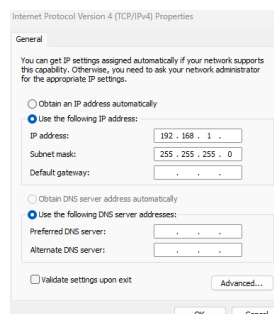 Internet Protocol Version 4 (TCP/IPv4) Properties
General
You can get IP settings assigned automatically if your network supports
this capability. Otherwise, you need to ask your network administrator
for the appropriate IP settings.
Obtain an IP address automatically
Use the following IP address:
IP address: 192 . 168 . 1 .
Subnet mask: 255 . 255 . 255 . 0
Default gateway: . . .
Obtain DNS server address automatically
Use the following DNS server addresses:
Preferred DNS server: . . .
Alternate DNS server: . . .
Validate settings upon exit
Advanced...
OK Cancel